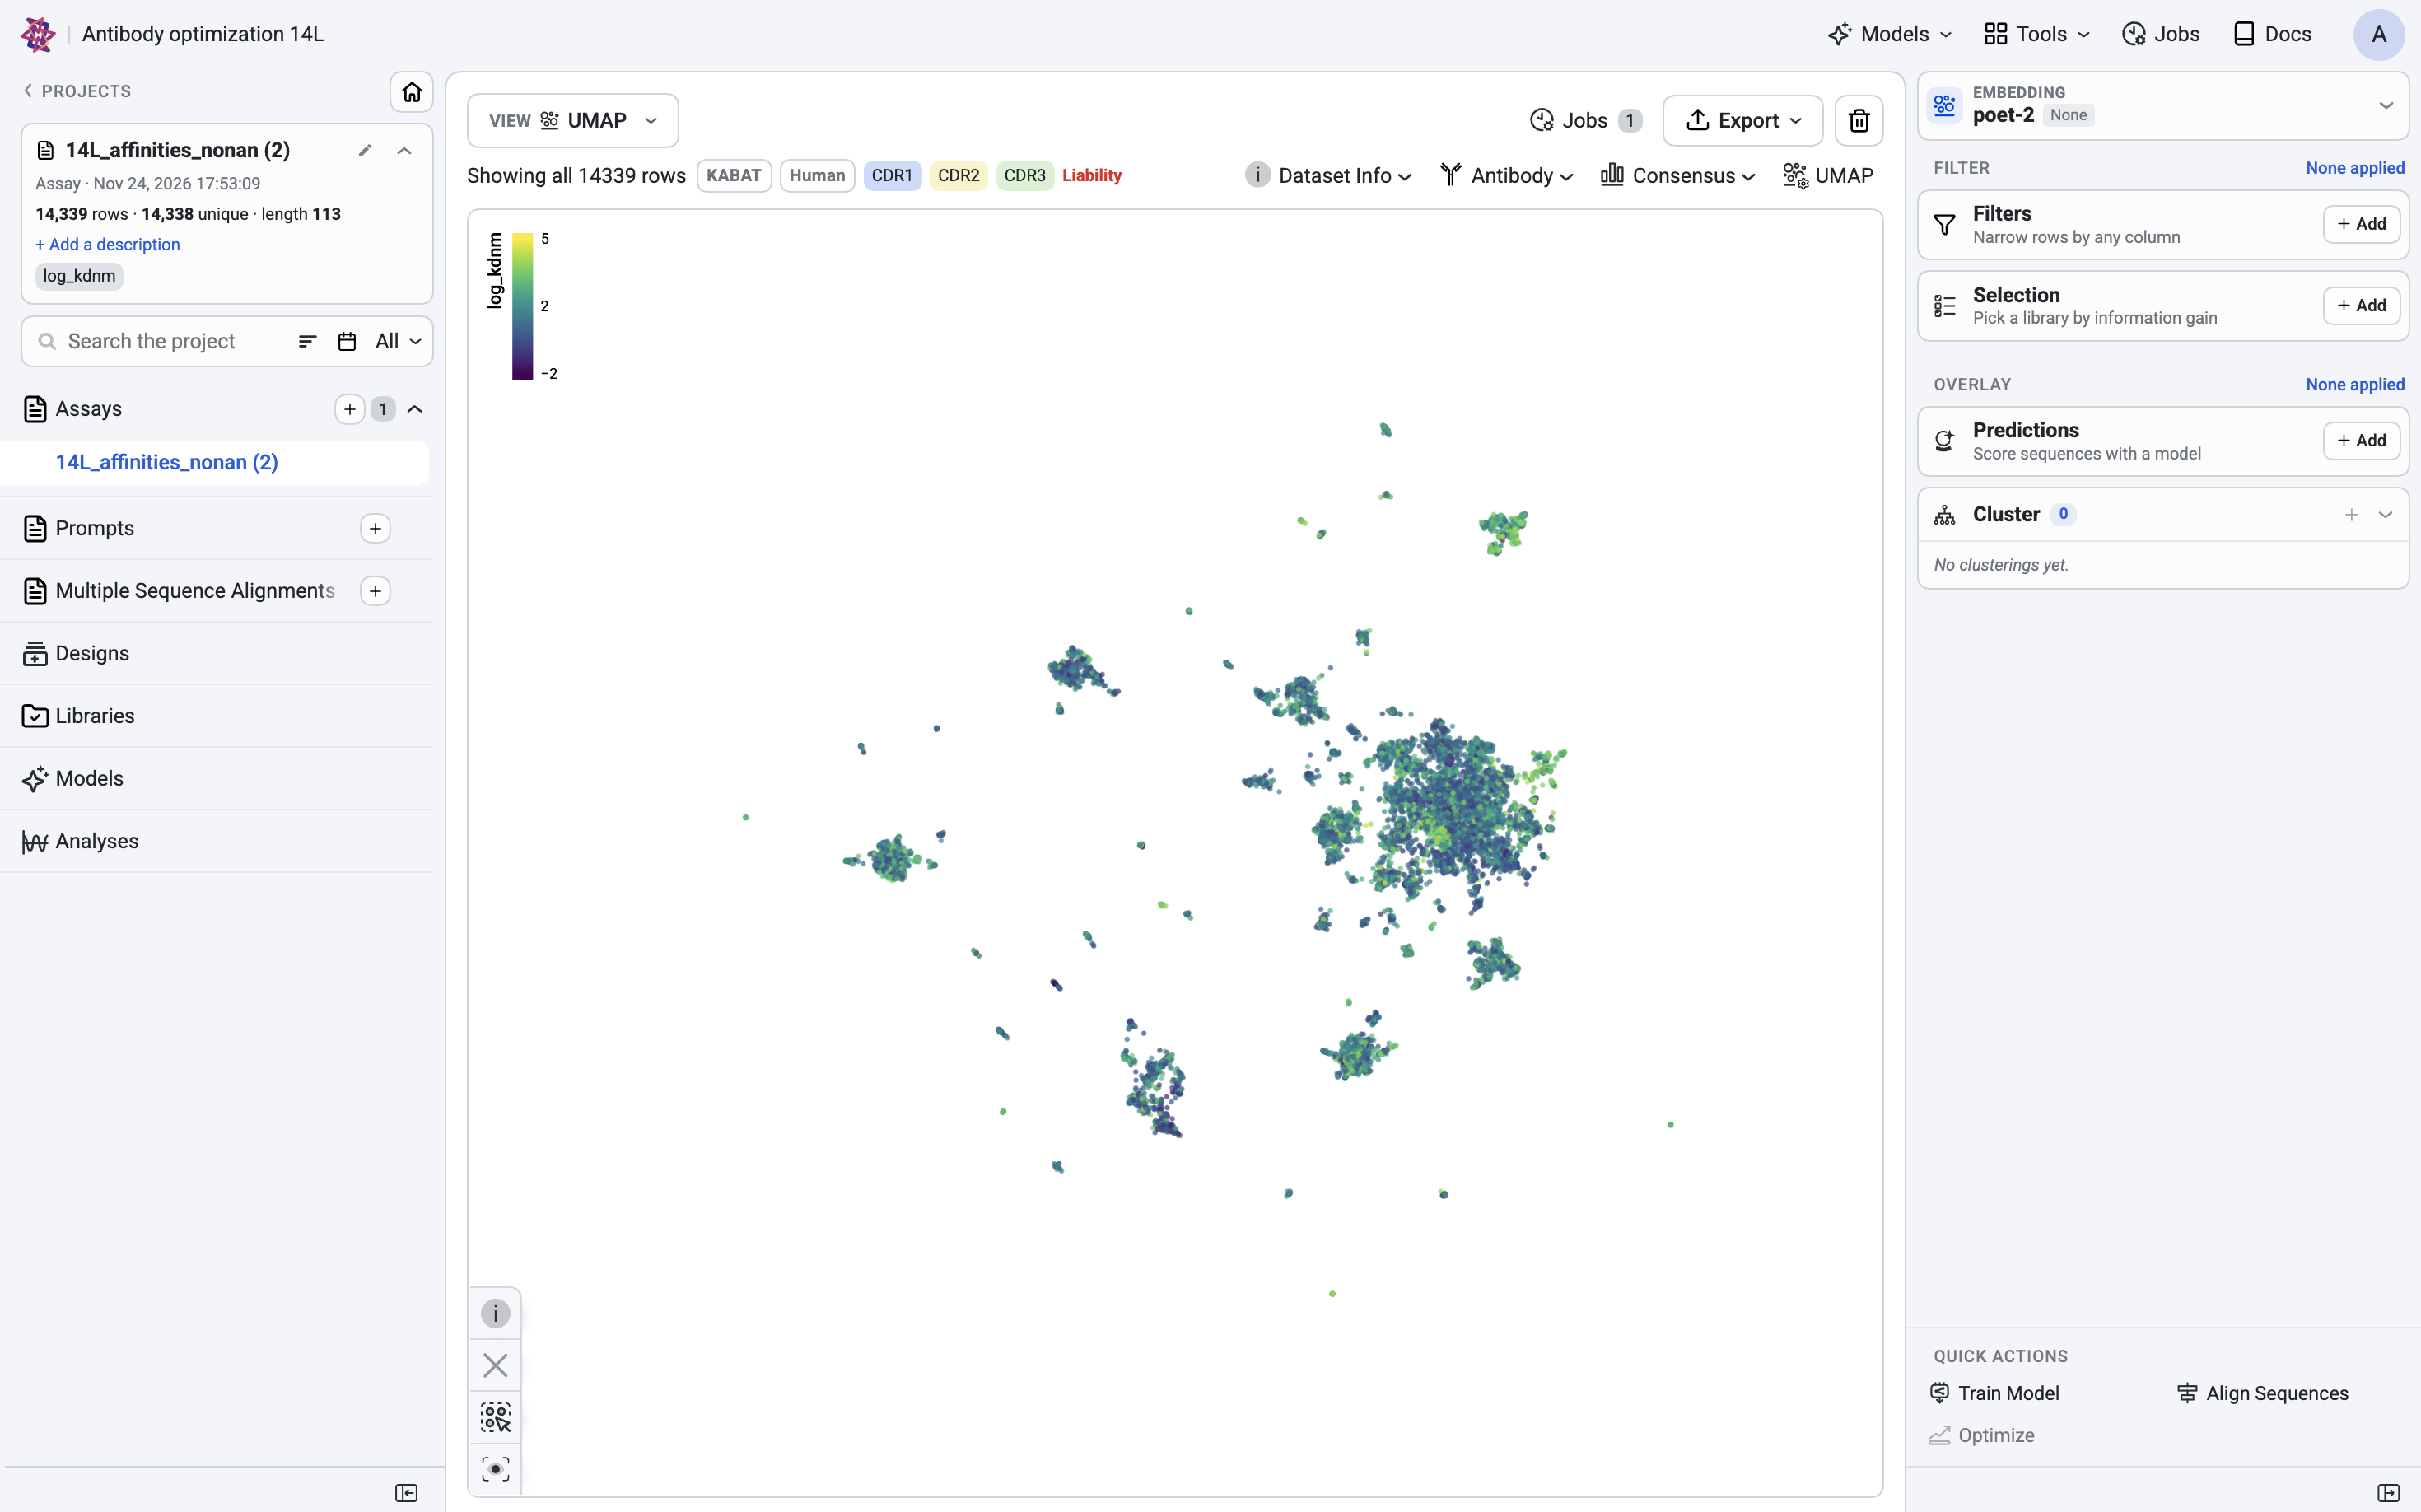 Antibody optimization 14L
Models
Tools
Jobs
Docs
A
PROJECTS
14L_affinities_nonan (2)
Assay · Nov 24, 2026 17:53:09
14,339 rows · 14,338 unique · length 113
+ Add a description
log_kdnm
Search the project
All
Assays
1
14L_affinities_nonan (2)
Prompts
Multiple Sequence Alignments
Designs
Libraries
Models
Analyses
VIEW UMAP
Jobs 1
Export
Showing all 14339 rows
KABAT
Human
CDR1
CDR2
CDR3
Liability
Dataset Info
Antibody
Consensus
UMAP
log_kdnm
5
2
−2
EMBEDDING
poet-2 None
FILTER
None applied
Filters
Narrow rows by any column
+ Add
Selection
Pick a library by information gain
+ Add
OVERLAY
None applied
Predictions
Score sequences with a model
+ Add
Cluster 0
No clusterings yet.
QUICK ACTIONS
Train Model
Align Sequences
Optimize